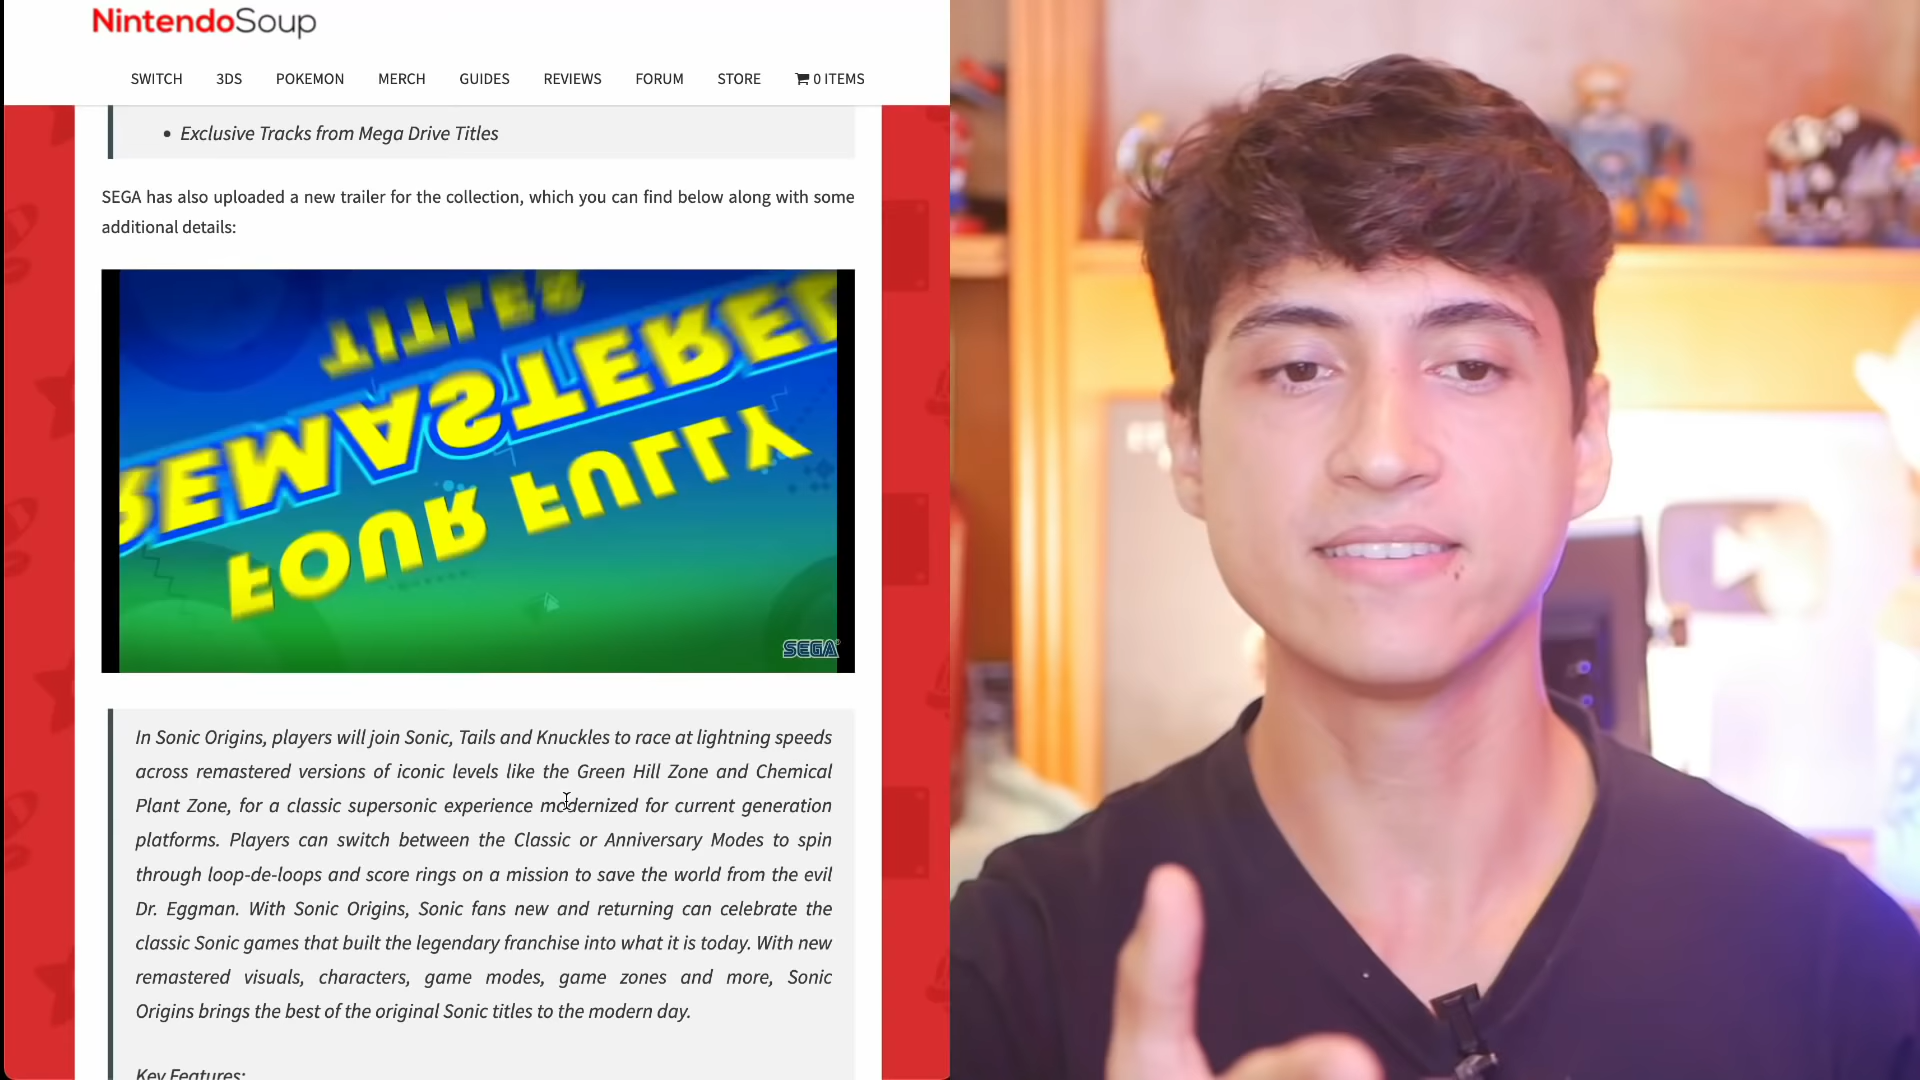 NintendoSoup
SWITCH 3DS POKEMON MERCH GUIDES REVIEWS FORUM STORE 0 ITEMS
• Exclusive Tracks from Mega Drive Titles
SEGA has also uploaded a new trailer for the collection, which you can find below along with some
additional details:
TITLES
REMASTERED
FOUR FULLY
SEGA
In Sonic Origins, players will join Sonic, Tails and Knuckles to race at lightning speeds
across remastered versions of iconic levels like the Green Hill Zone and Chemical
Plant Zone, for a classic supersonic experience modernized for current generation
platforms. Players can switch between the Classic or Anniversary Modes to spin
through loop-de-loops and score rings on a mission to save the world from the evil
Dr. Eggman. With Sonic Origins, Sonic fans new and returning can celebrate the
classic Sonic games that built the legendary franchise into what it is today. With new
remastered visuals, characters, game modes, game zones and more, Sonic
Origins brings the best of the original Sonic titles to the modern day.
Key Features: